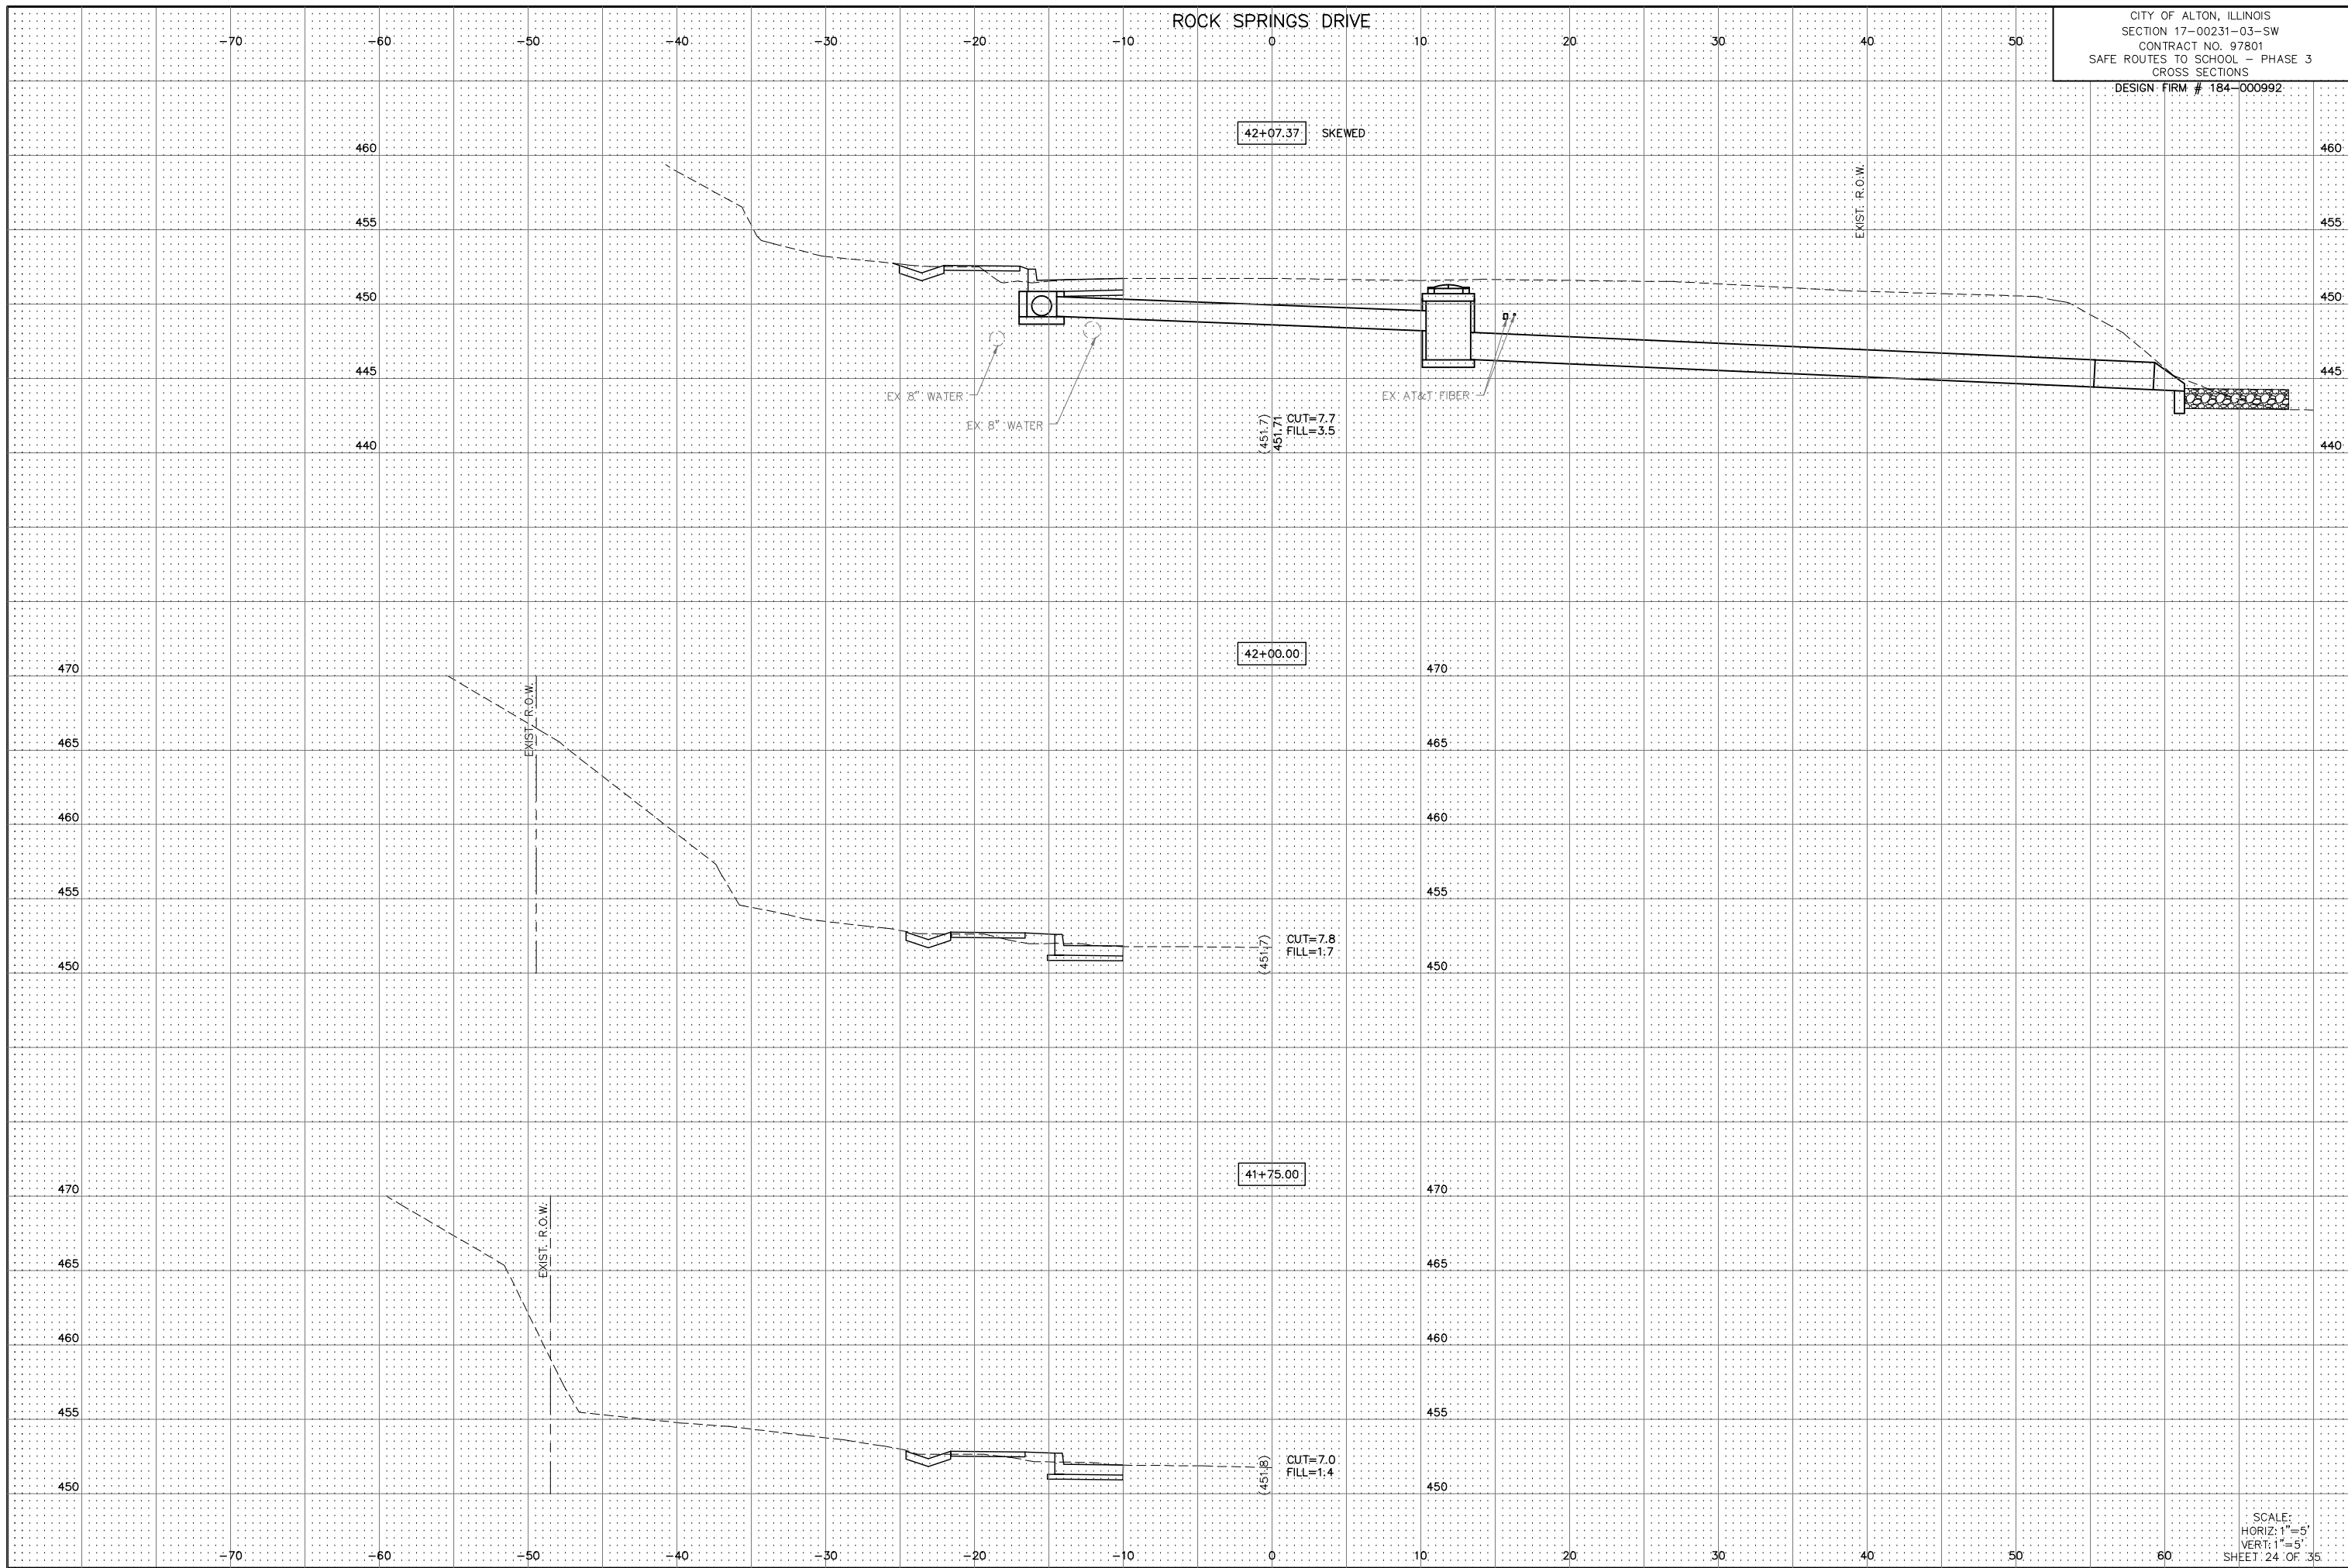 ROCK SPRINGS DRIVE
CITY OF ALTON, ILLINOIS
SECTION 17-00231-03-SW
CONTRACT NO. 97801
SAFE ROUTES TO SCHOOL - PHASE 3
CROSS SECTIONS
DESIGN FIRM # 184-000992
-70 -60 -50 -40 -30 -20 -10 0 10 20 30 40 50
42+07.37 SKEWED
460 460
EXIST. R.O.W.
455 455
450 450
445 445
EX 8" WATER
EX AT&T FIBER
EX 8" WATER
(451.7)
451.71
CUT=7.7
FILL=3.5
440 440
42+00.00
470 470
EXIST. R.O.W.
465 465
460 460
455 455
(451.7)
CUT=7.8
FILL=1.7
450 450
41+75.00
470 470
EXIST. R.O.W.
465 465
460 460
455 455
(451.8)
CUT=7.0
FILL=1.4
450 450
SCALE:
HORIZ: 1"=5'
VERT: 1"=5'
-70 -60 -50 -40 -30 -20 -10 0 10 20 30 40 50 60
SHEET 24 OF 35